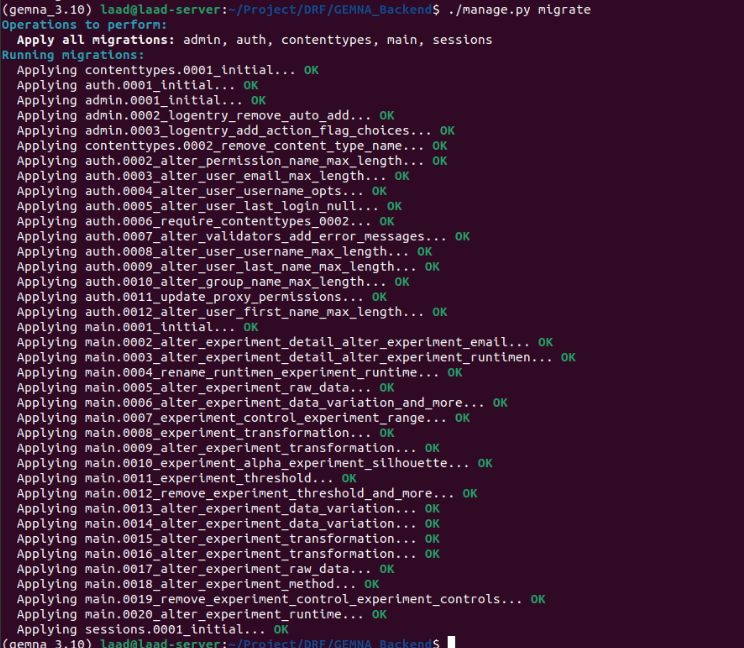 (gemna_3.10) laad@laad-server:~/Project/DRF/GEMNA_Backend$ ./manage.py migrate
Operations to perform:
  Apply all migrations: admin, auth, contenttypes, main, sessions
Running migrations:
  Applying contenttypes.0001_initial... OK
  Applying auth.0001_initial... OK
  Applying admin.0001_initial... OK
  Applying admin.0002_logentry_remove_auto_add... OK
  Applying admin.0003_logentry_add_action_flag_choices... OK
  Applying contenttypes.0002_remove_content_type_name... OK
  Applying auth.0002_alter_permission_name_max_length... OK
  Applying auth.0003_alter_user_email_max_length... OK
  Applying auth.0004_alter_user_username_opts... OK
  Applying auth.0005_alter_user_last_login_null... OK
  Applying auth.0006_require_contenttypes_0002... OK
  Applying auth.0007_alter_validators_add_error_messages... OK
  Applying auth.0008_alter_user_username_max_length... OK
  Applying auth.0009_alter_user_last_name_max_length... OK
  Applying auth.0010_alter_group_name_max_length... OK
  Applying auth.0011_update_proxy_permissions... OK
  Applying auth.0012_alter_user_first_name_max_length... OK
  Applying main.0001_initial... OK
  Applying main.0002_alter_experiment_detail_alter_experiment_email... OK
  Applying main.0003_alter_experiment_detail_alter_experiment_runtimen... OK
  Applying main.0004_rename_runtimen_experiment_runtime... OK
  Applying main.0005_alter_experiment_raw_data... OK
  Applying main.0006_alter_experiment_data_variation_and_more... OK
  Applying main.0007_experiment_control_experiment_range... OK
  Applying main.0008_experiment_transformation... OK
  Applying main.0009_alter_experiment_transformation... OK
  Applying main.0010_experiment_alpha_experiment_silhouette... OK
  Applying main.0011_experiment_threshold... OK
  Applying main.0012_remove_experiment_threshold_and_more... OK
  Applying main.0013_alter_experiment_data_variation... OK
  Applying main.0014_alter_experiment_data_variation... OK
  Applying main.0015_alter_experiment_transformation... OK
  Applying main.0016_alter_experiment_transformation... OK
  Applying main.0017_alter_experiment_raw_data... OK
  Applying main.0018_alter_experiment_method... OK
  Applying main.0019_remove_experiment_control_experiment_controls... OK
  Applying main.0020_alter_experiment_runtime... OK
  Applying sessions.0001_initial... OK
(gemna_3.10) laad@laad-server:~/Project/DRF/GEMNA_Backend$